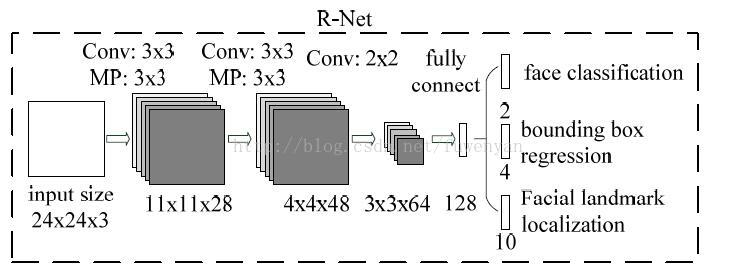 R-Net
Conv: 3x3
MP: 3x3
Conv: 3x3
MP: 3x3
Conv: 2x2
fully
connect
face classification
2
bounding box
regression
4
Facial landmark
localization
10
input size
24x24x3
11x11x28
4x4x48
3x3x64
128